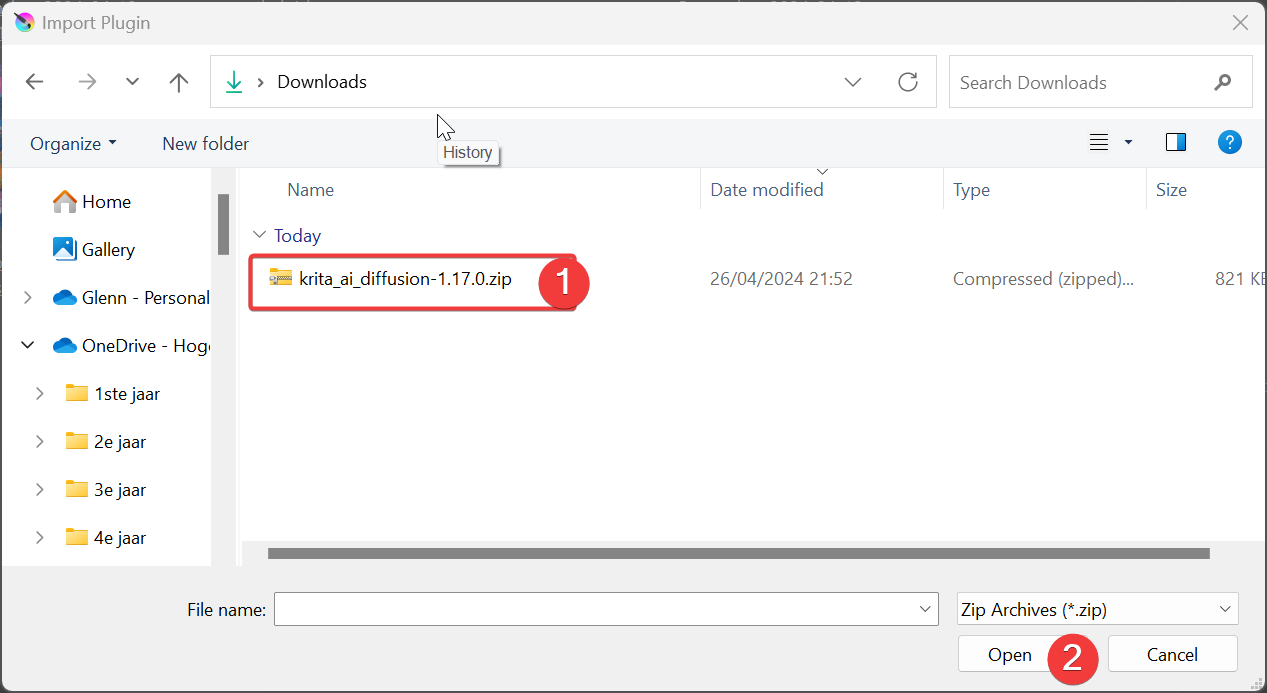 Import Plugin
Downloads
Search Downloads
Organize
New folder
History
?
Name
Date modified
Type
Size
Home
Gallery
Glenn - Personal
OneDrive - Hog
1ste jaar
2e jaar
3e jaar
4e jaar
Today
krita_ai_diffusion-1.17.0.zip
1
26/04/2024 21:52
Compressed (zipped)...
821 KB
File name:
Zip Archives (*.zip)
Open
2
Cancel